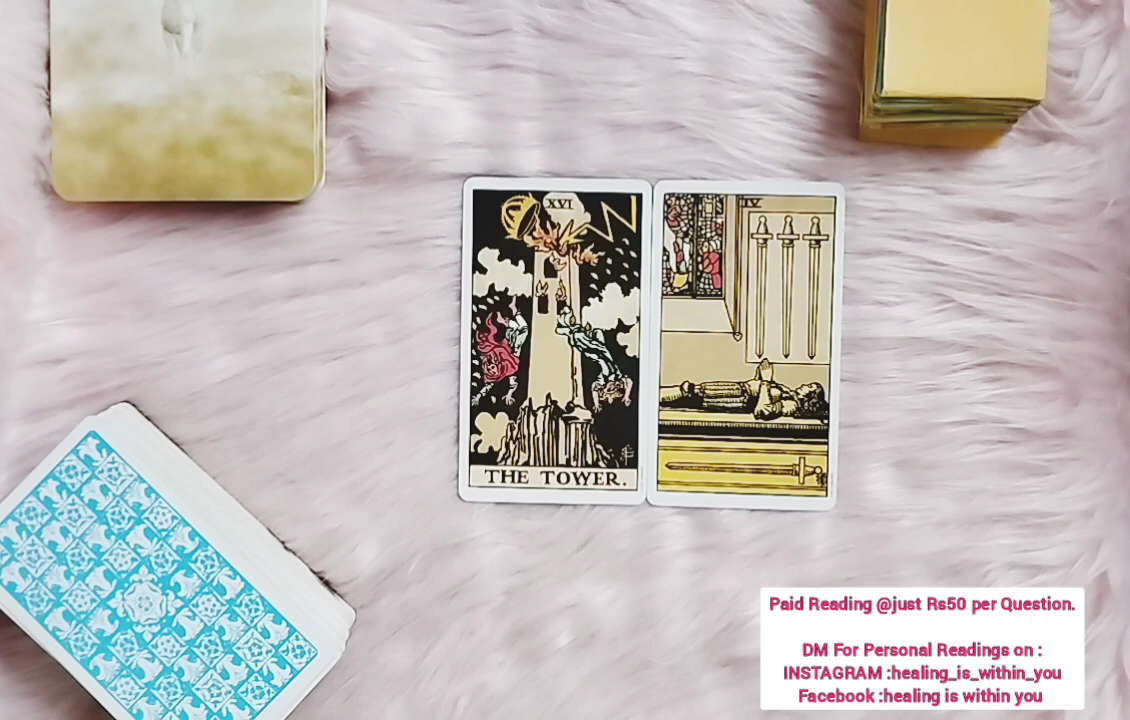 XVI
IV
THE TOWER.
Paid Reading @just Rs50 per Question.
DM For Personal Readings on :
INSTAGRAM :healing_is_within_you
Facebook :healing is within you